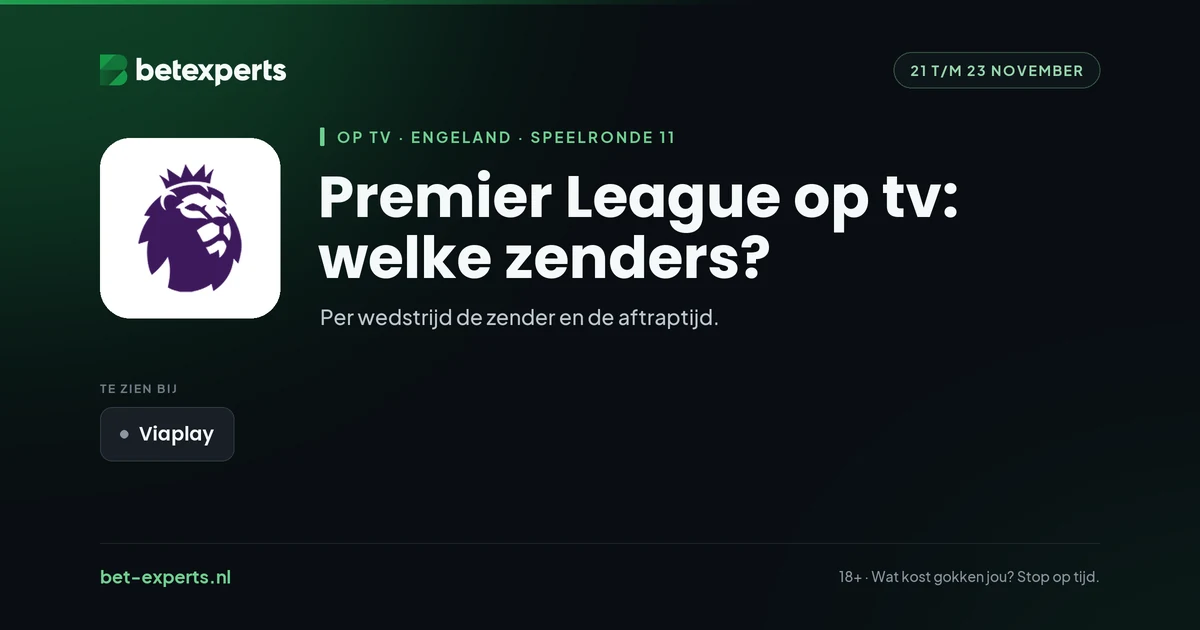 betexperts
21 T/M 23 NOVEMBER
OP TV · ENGELAND · SPEELRONDE 11
Premier League op tv:
welke zenders?
Per wedstrijd de zender en de aftraptijd.
TE ZIEN BIJ
Viaplay
bet-experts.nl
18+ · Wat kost gokken jou? Stop op tijd.